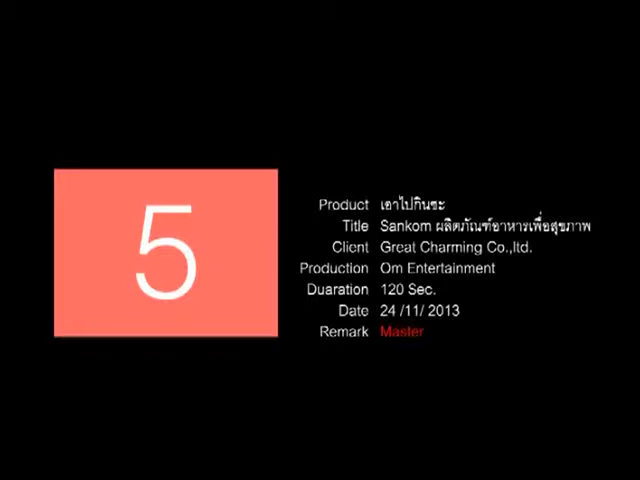 5
Product เอาไปกินซะ
Title Sankom ผลิตภัณฑ์อาหารเพื่อสุขภาพ
Client Great Charming Co.,ltd.
Production Om Entertainment
Duaration 120 Sec.
Date 24 /11/ 2013
Remark Master